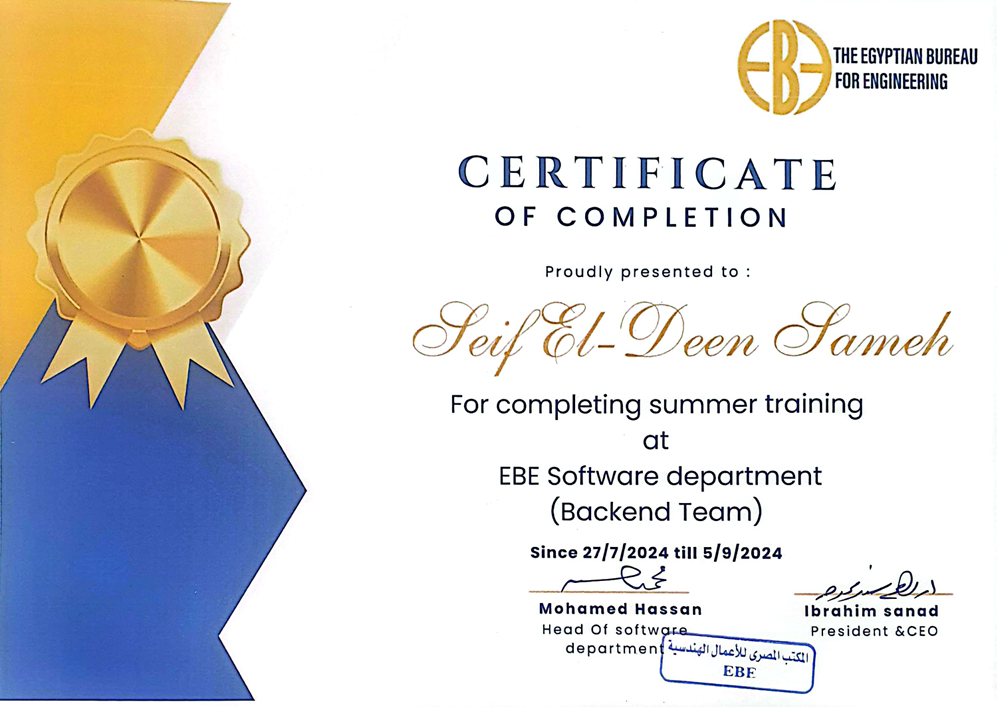 EBE
THE EGYPTIAN BUREAU
FOR ENGINEERING
CERTIFICATE
OF COMPLETION
Proudly presented to :
Seif El-Deen Sameh
For completing summer training
at
EBE Software department
(Backend Team)
Since 27/7/2024 till 5/9/2024
Mohamed Hassan
Head Of software
department
Ibrahim sanad
President &CEO
المكتب المصرى للأعمال الهندسية
EBE